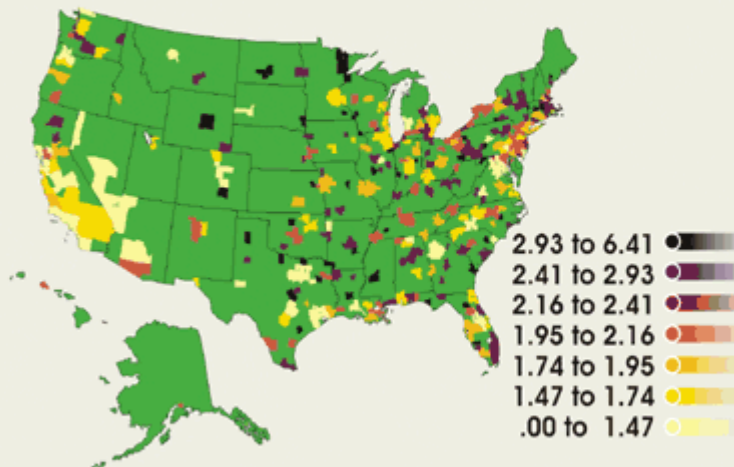 2.93 to 6.41
2.41 to 2.93
2.16 to 2.41
1.95 to 2.16
1.74 to 1.95
1.47 to 1.74
.00 to 1.47